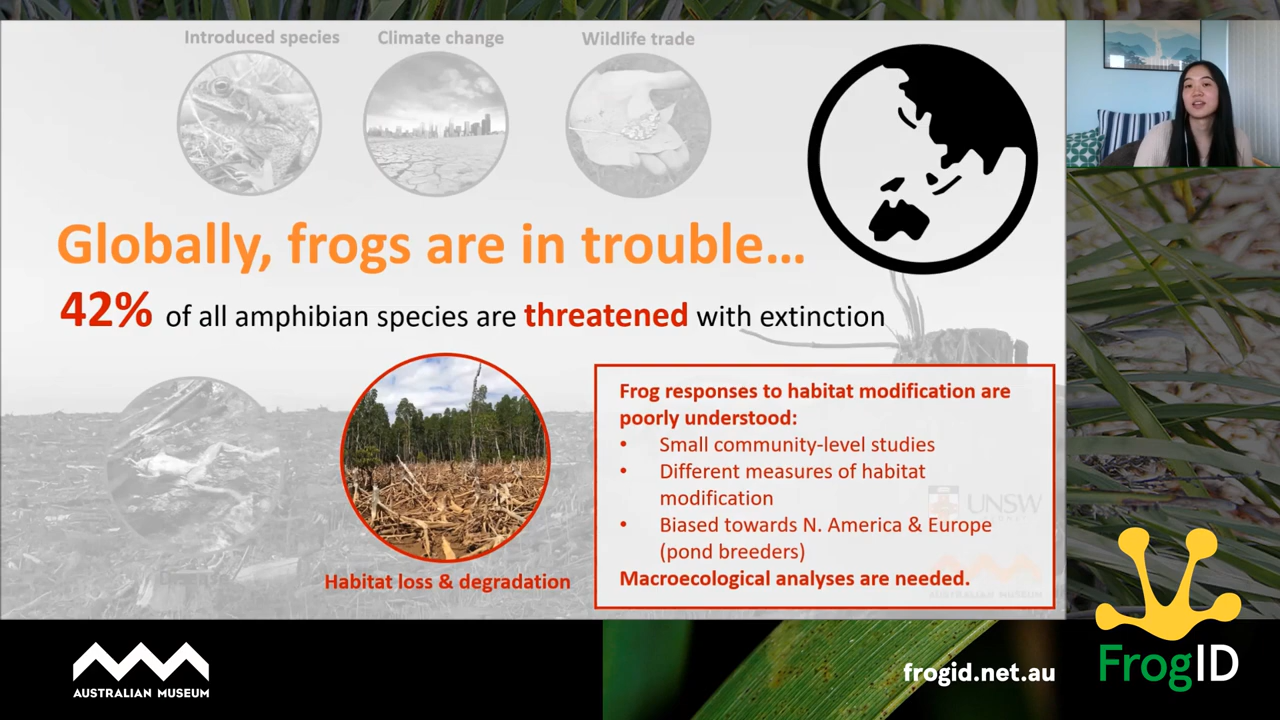 Introduced species
Climate change
Wildlife trade
Globally, frogs are in trouble...
42% of all amphibian species are threatened with extinction
Frog responses to habitat modification are
poorly understood:
• Small community-level studies
• Different measures of habitat
modification
• Biased towards N. America & Europe
(pond breeders)
Macroecological analyses are needed.
Habitat loss & degradation
UNSW
AUSTRALIAN MUSEUM
AUSTRALIAN MUSEUM
frogid.net.au
FrogID